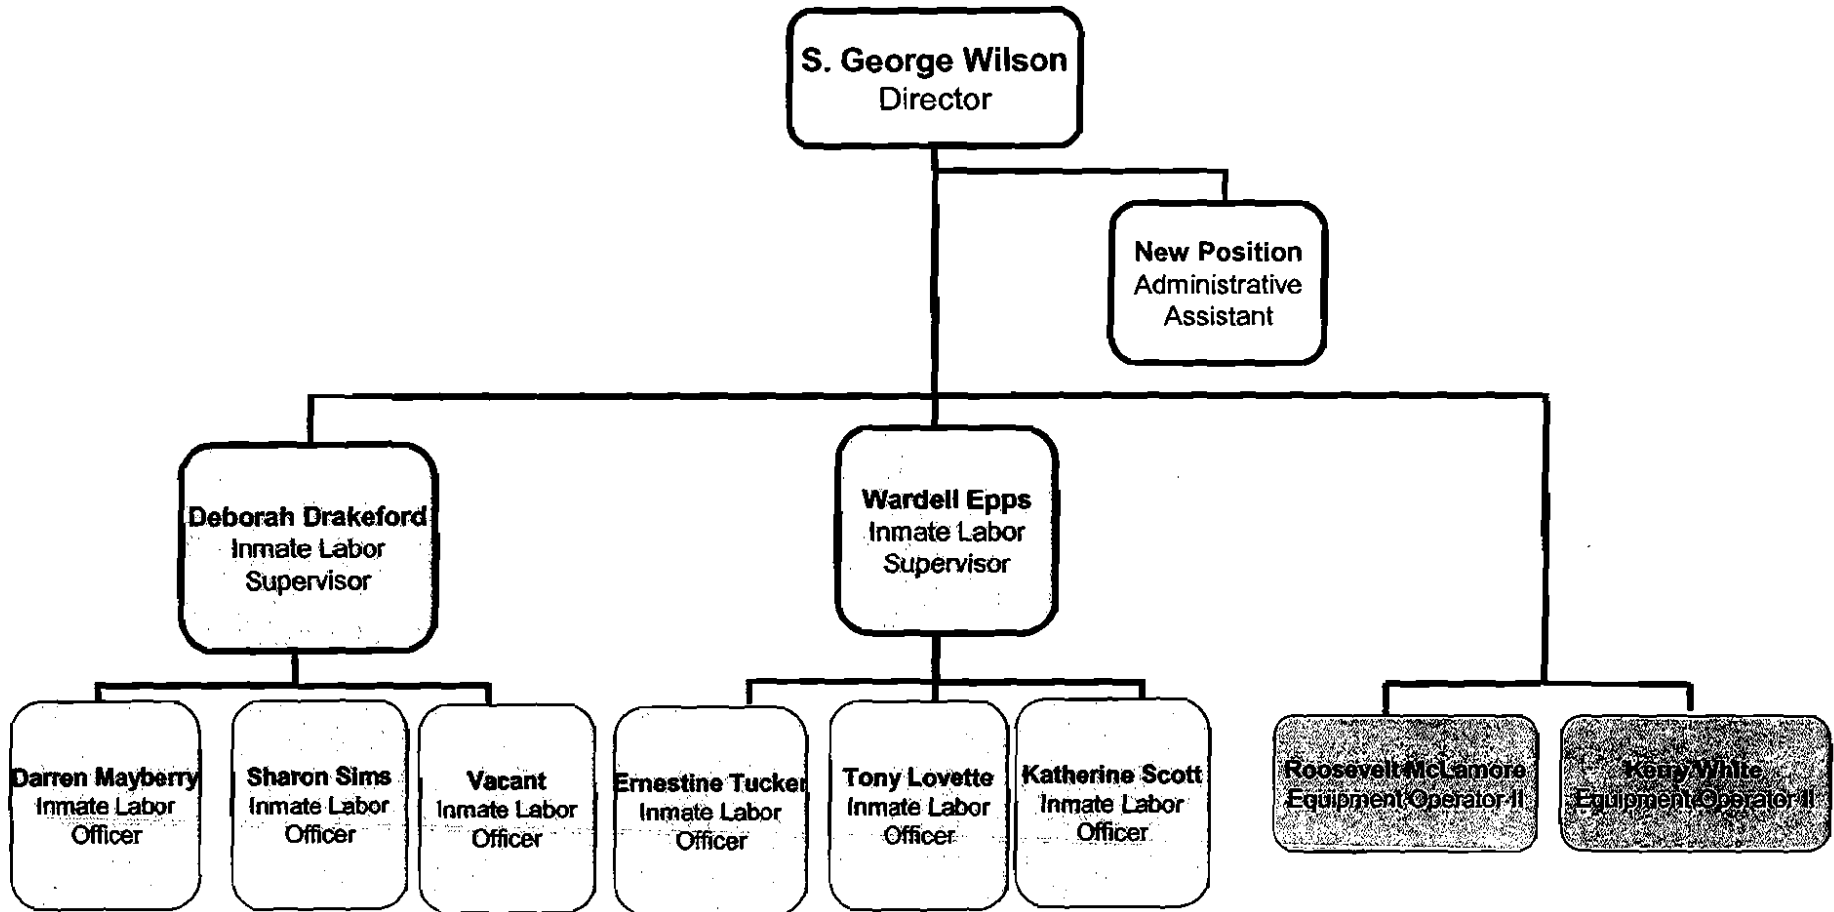 S. George Wilson
Director
New Position
Administrative
Assistant
Deborah Drakeford
Inmate Labor
Supervisor
Wardell Epps
Inmate Labor
Supervisor
Darren Mayberry
Inmate Labor
Officer
Sharon Sims
Inmate Labor
Officer
Vacant
Inmate Labor
Officer
Ernestine Tucker
Inmate Labor
Officer
Tony Lovette
Inmate Labor
Officer
Katherine Scott
Inmate Labor
Officer
Roosevelt McLamore
Equipment Operator II
White
Equipment Operator II